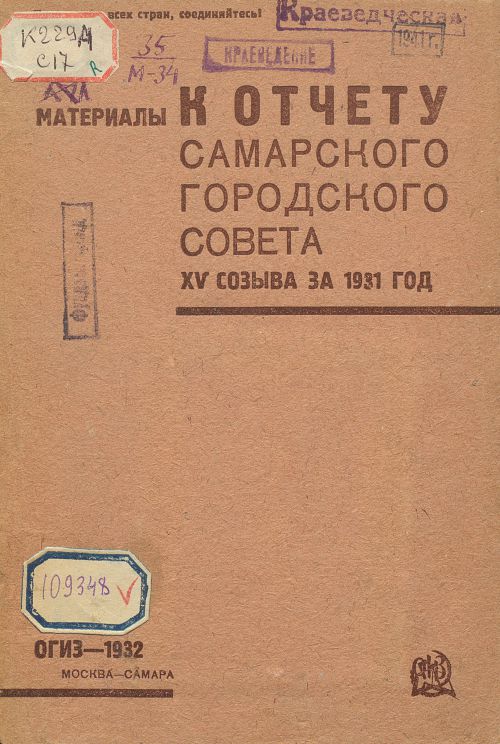 всех стран, соединяйтесь!
Краеведческая
К229Л
С17
R
35
М-34
КРАЕВЕДЕНИЕ
1941 г.
МАТЕРИАЛЫ К ОТЧЕТУ
САМАРСКОГО
ГОРОДСКОГО
СОВЕТА
XV СОЗЫВА ЗА 1931 ГОД
109348 V
ОГИЗ—1932
МОСКВА—САМАРА